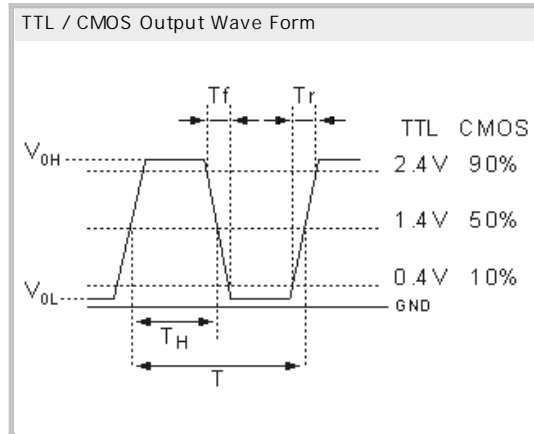 TTL / CMOS Output Wave Form
Tf Tr
TTL CMOS
V0H 2.4V 90%
1.4V 50%
0.4V 10%
V0L
GND
TH
T